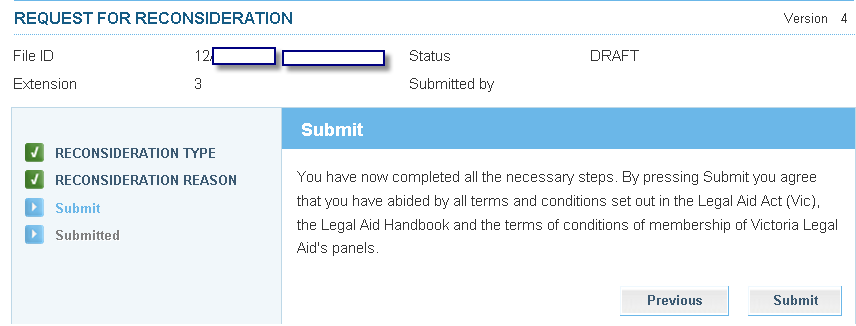 REQUEST FOR RECONSIDERATION Version 4
File ID 12/ Status DRAFT
Extension 3 Submitted by
Submit
RECONSIDERATION TYPE
RECONSIDERATION REASON
Submit
Submitted
You have now completed all the necessary steps. By pressing Submit you agree
that you have abided by all terms and conditions set out in the Legal Aid Act (Vic),
the Legal Aid Handbook and the terms of conditions of membership of Victoria Legal
Aid's panels.
Previous Submit